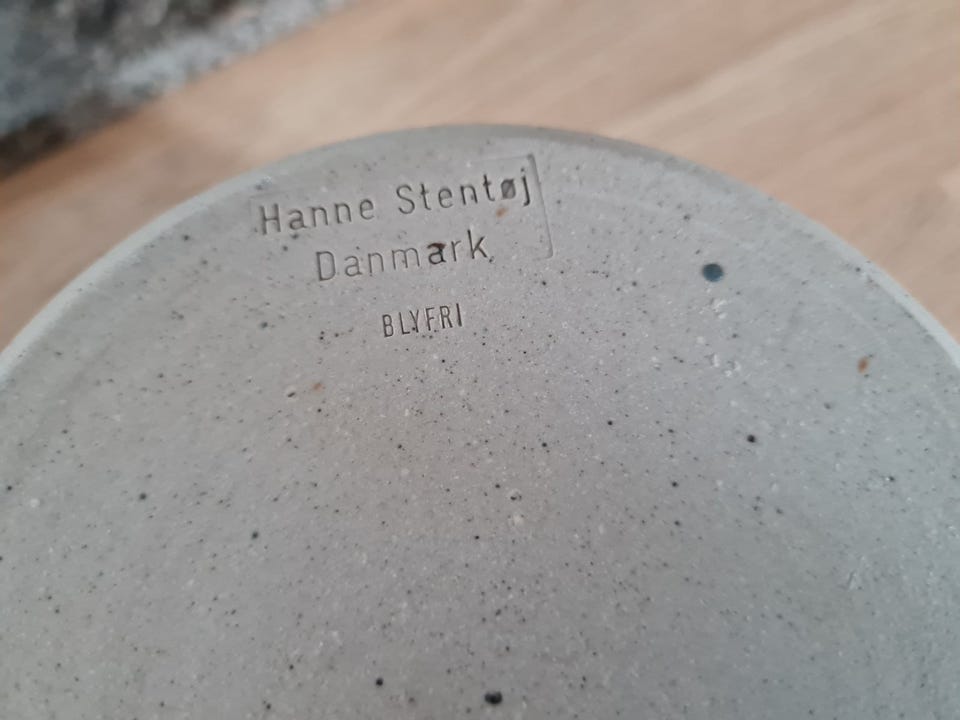 Hanne Stentøj
Danmark
BLYFRI